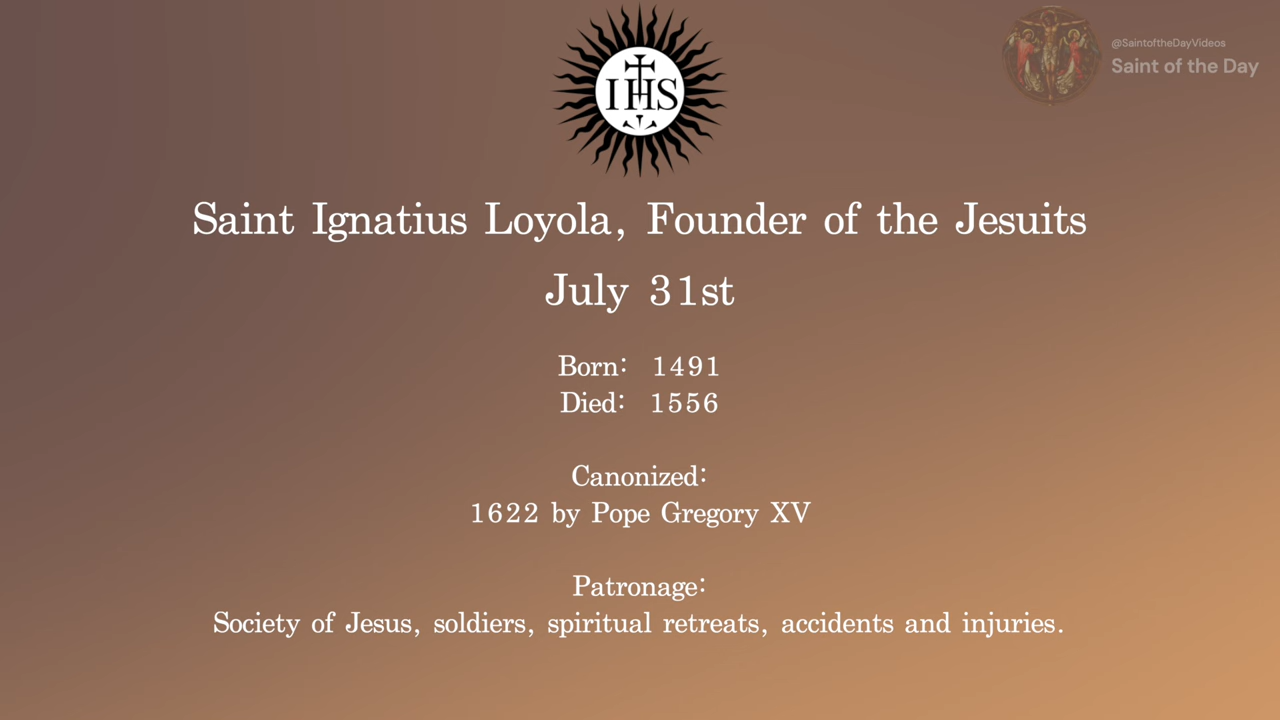 IHS
@SaintoftheDayVideos
Saint of the Day
Saint Ignatius Loyola, Founder of the Jesuits
July 31st
Born: 1491
Died: 1556
Canonized:
1622 by Pope Gregory XV
Patronage:
Society of Jesus, soldiers, spiritual retreats, accidents and injuries.